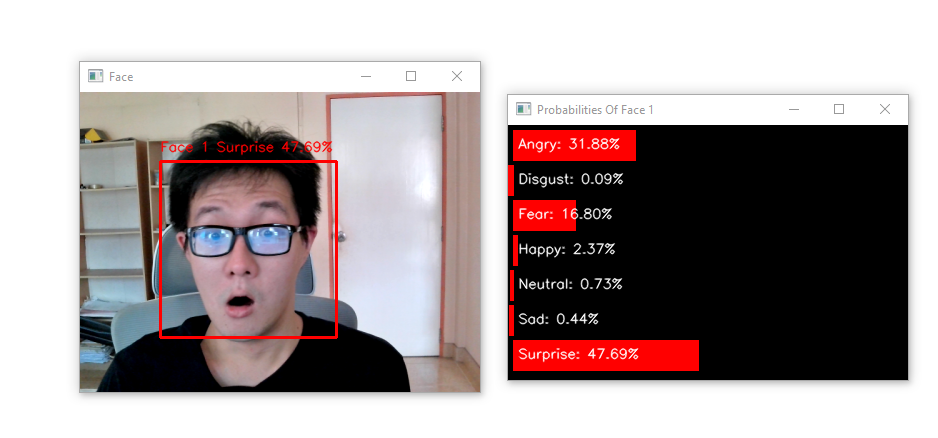 Face
Face 1 Surprise 47.69%
Probabilities Of Face 1
Angry: 31.88%
Disgust: 0.09%
Fear: 16.80%
Happy: 2.37%
Neutral: 0.73%
Sad: 0.44%
Surprise: 47.69%